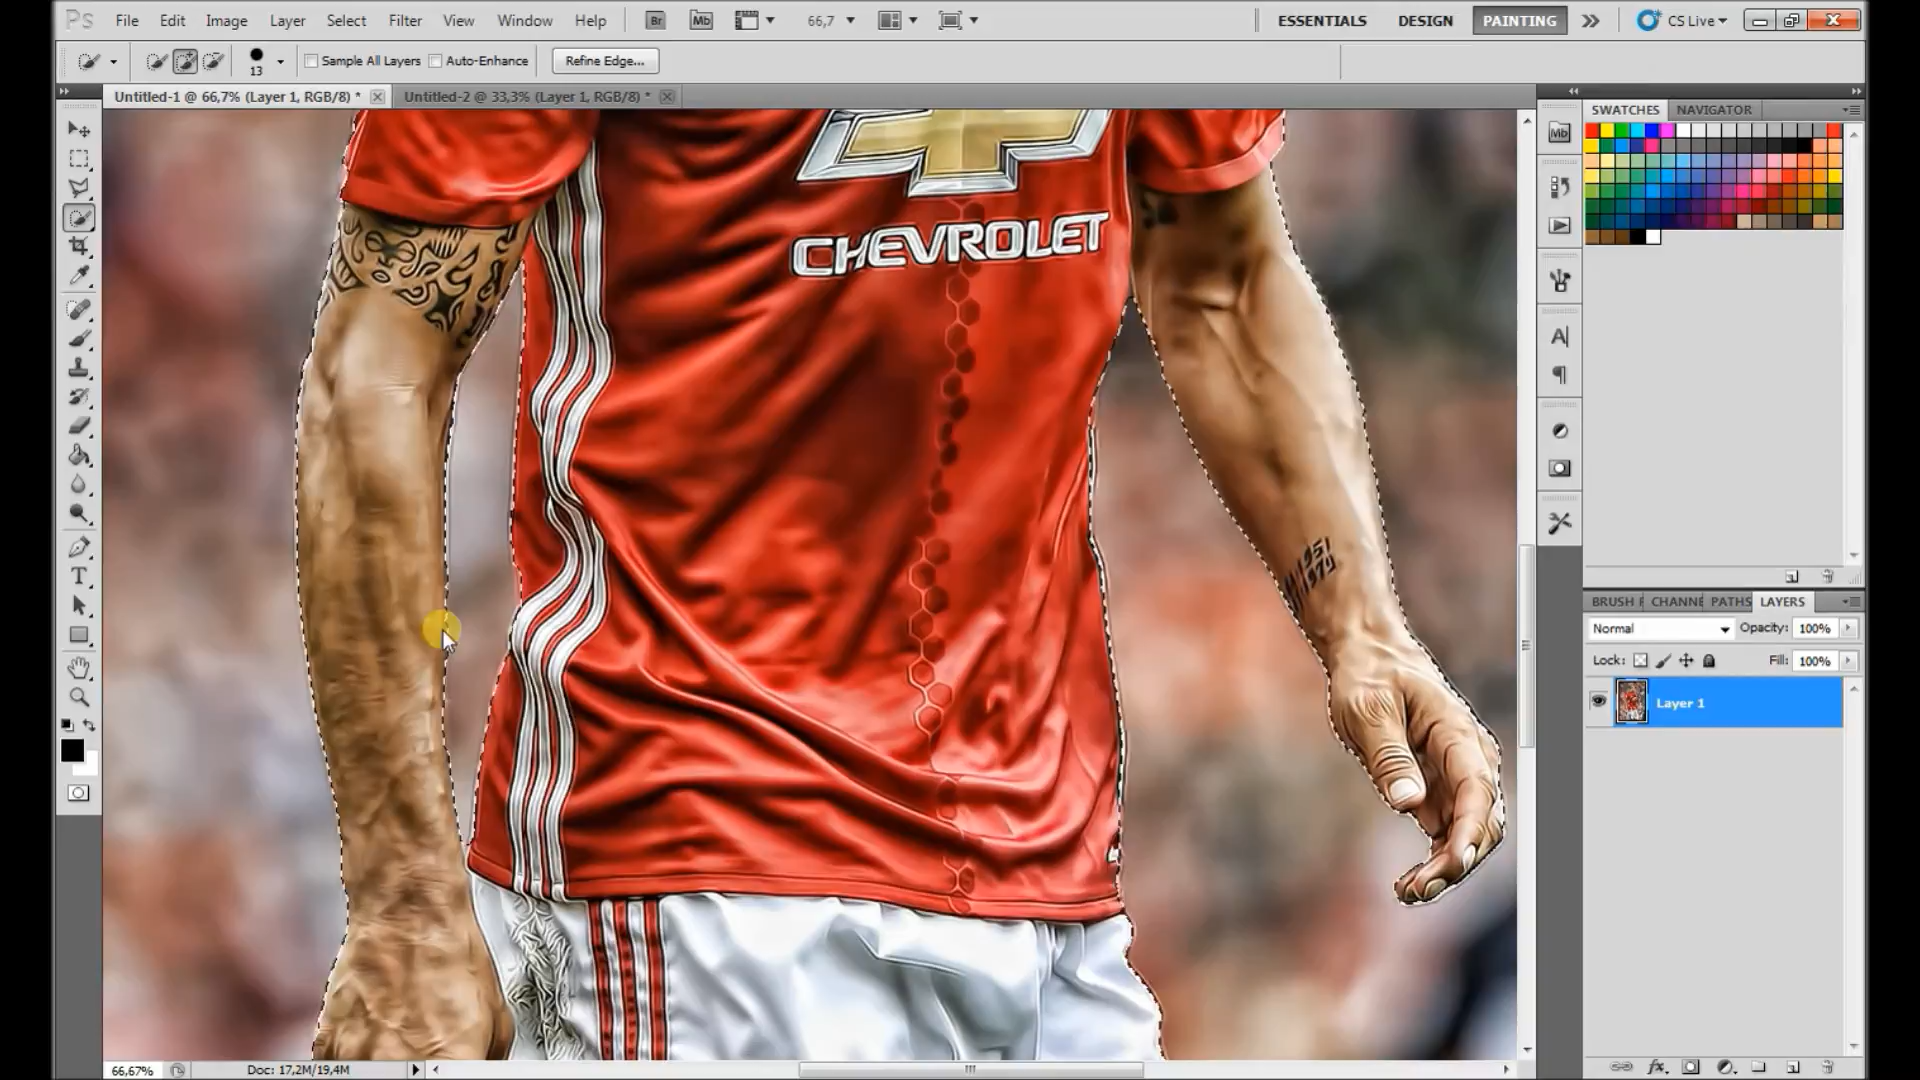 Ps File Edit Image Layer Select Filter View Window Help Br Mb 66,7 ESSENTIALS DESIGN PAINTING CS Live
13 Sample All Layers Auto-Enhance Refine Edge...
Untitled-1 @ 66,7% (Layer 1, RGB/8) * Untitled-2 @ 33,3% (Layer 1, RGB/8) *
SWATCHES NAVIGATOR
Mb
CHEVROLET
1951
1979
BRUSH CHANNE PATHS LAYERS
Normal Opacity: 100%
Lock: Fill: 100%
Layer 1
66,67% Doc: 17,2M/19,4M